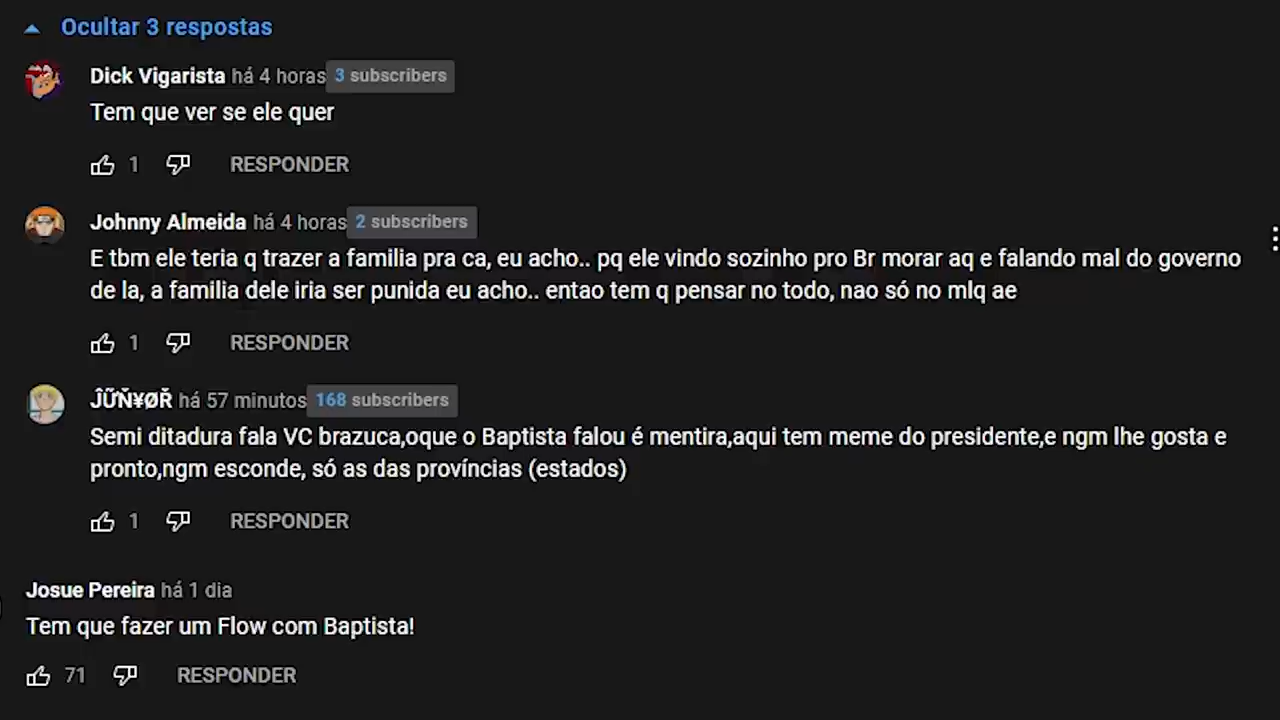 Ocultar 3 respostas
Dick Vigarista há 4 horas 3 subscribers
Tem que ver se ele quer
1 RESPONDER
Johnny Almeida há 4 horas 2 subscribers
E tbm ele teria q trazer a familia pra ca, eu acho.. pq ele vindo sozinho pro Br morar aq e falando mal do governo
de la, a familia dele iria ser punida eu acho.. entao tem q pensar no todo, nao só no mlq ae
1 RESPONDER
ĴŨŇ¥ØŘ há 57 minutos 168 subscribers
Semi ditadura fala VC brazuca,oque o Baptista falou é mentira,aqui tem meme do presidente,e ngm lhe gosta e
pronto,ngm esconde, só as das províncias (estados)
1 RESPONDER
Josue Pereira há 1 dia
Tem que fazer um Flow com Baptista!
71 RESPONDER